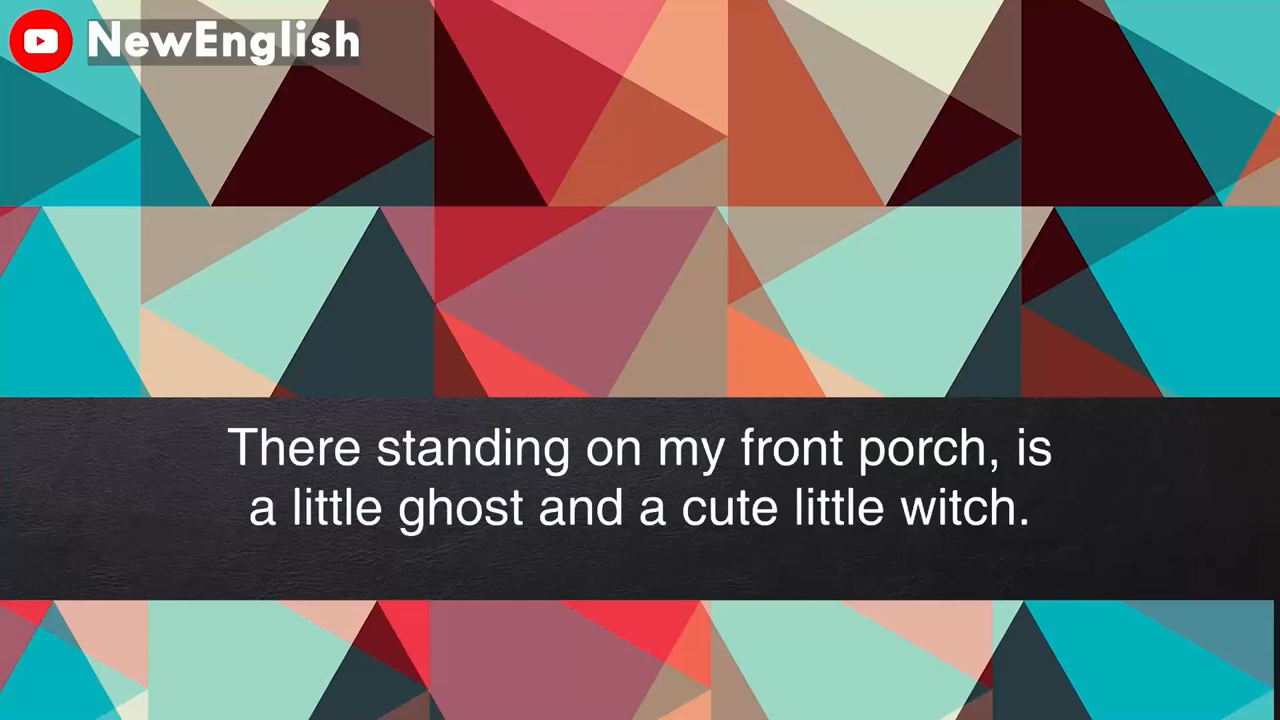 NewEnglish
There standing on my front porch, is
a little ghost and a cute little witch.